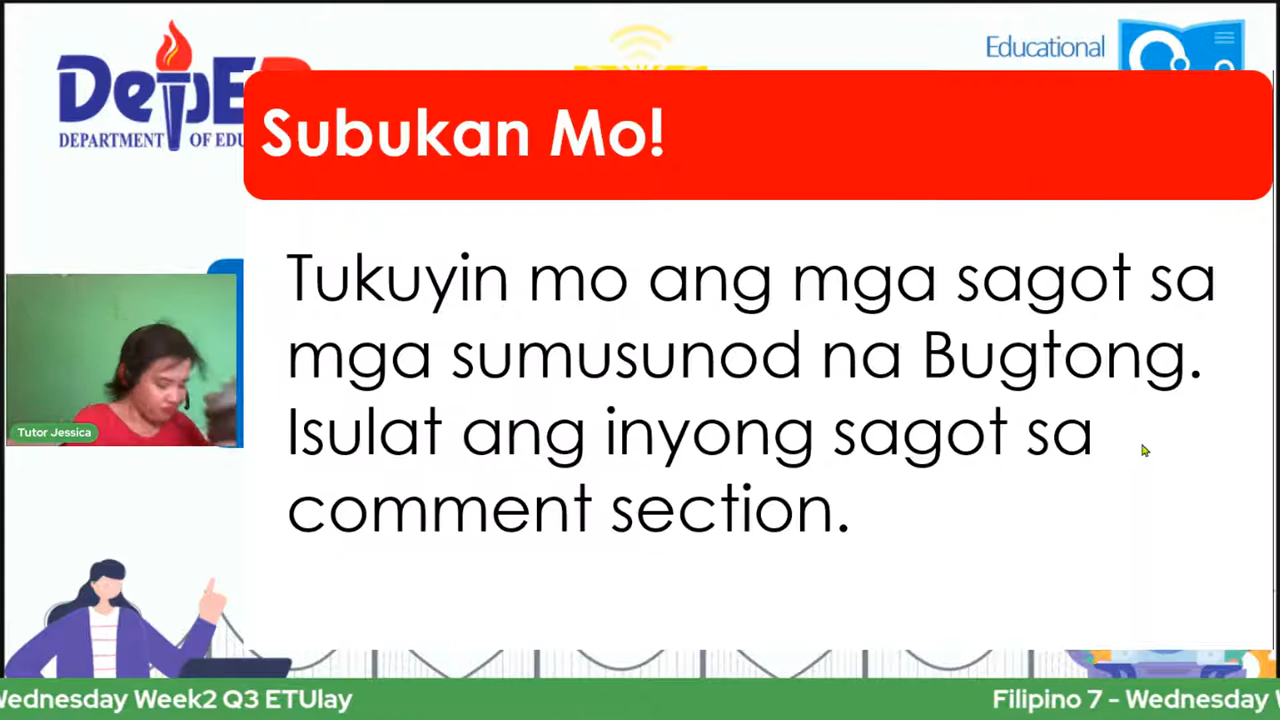 DepE
DEPARTMENT OF EDU
Educational
Subukan Mo!
Tukuyin mo ang mga sagot sa
mga sumusunod na Bugtong.
Isulat ang inyong sagot sa
comment section.
Tutor Jessica
Wednesday Week2 Q3 ETUlay
Filipino 7 - Wednesday W